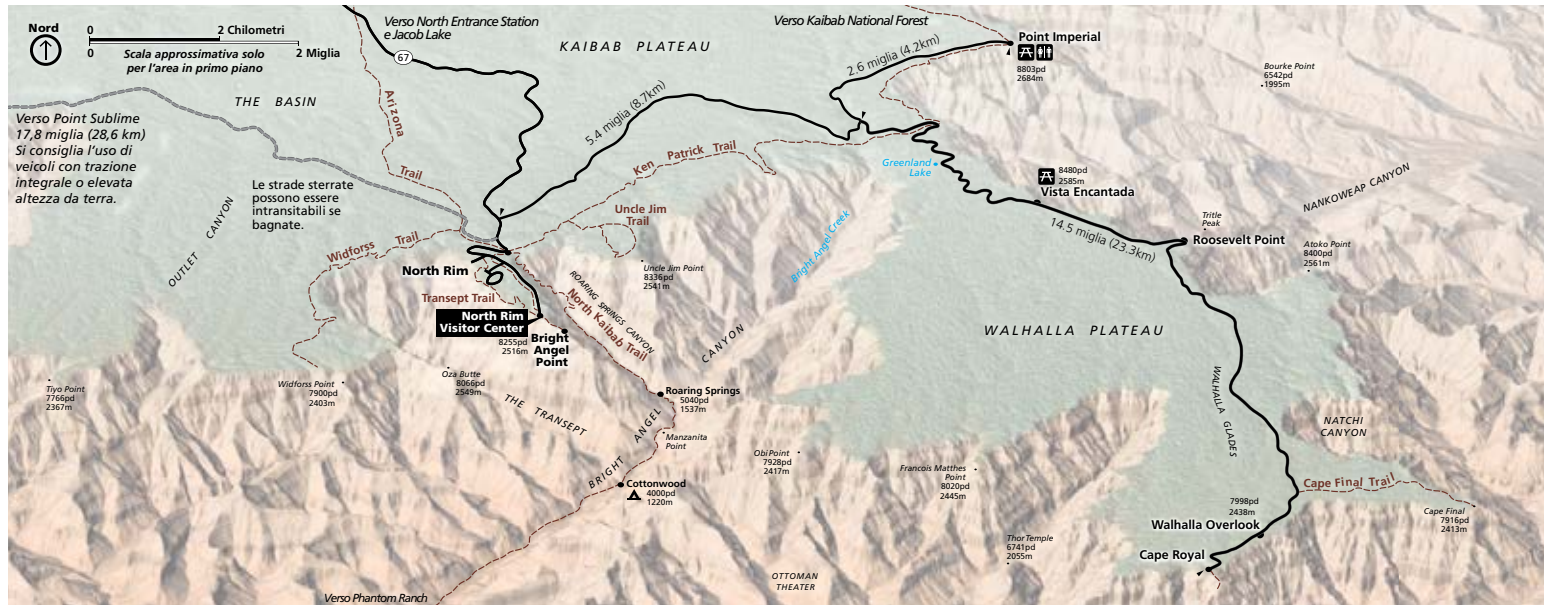 Nord
0 2 Chilometri
0 2 Miglia
Scala approssimativa solo
per l'area in primo piano
Verso North Entrance Station
e Jacob Lake
67
KAIBAB PLATEAU
Verso Kaibab National Forest
Point Imperial
8803pd
2684m
2.6 miglia (4.2km)
Bourke Point
6542pd
1995m
THE BASIN
Arizona
Trail
Verso Point Sublime
17,8 miglia (28,6 km)
Si consiglia l'uso di
veicoli con trazione
integrale o elevata
altezza da terra.
5.4 miglia (8.7km)
Ken Patrick Trail
Greenland
Lake
8480pd
2585m
Vista Encantada
NANKOWEAP CANYON
Le strade sterrate
possono essere
intransitabili se
bagnate.
OUTLET CANYON
Widforss Trail
Uncle Jim
Trail
Bright Angel Creek
14.5 miglia (23.3km)
Tritle
Peak
Roosevelt Point
Atoko Point
8400pd
2561m
North Rim
Uncle Jim Point
8336pd
2541m
ROARING SPRINGS CANYON
North Kaibab Trail
Transept Trail
North Rim
Visitor Center
8255pd
2516m
Bright
Angel
Point
WALHALLA PLATEAU
Tiyo Point
7766pd
2367m
Widforss Point
7900pd
2403m
Oza Butte
8066pd
2549m
THE TRANSEPT
Roaring Springs
5040pd
1537m
BRIGHT ANGEL CANYON
Manzanita
Point
WALHALLA GLADES
NATCHI
CANYON
Obi Point
7928pd
2417m
Francois Matthes
Point
8020pd
2445m
Cottonwood
4000pd
1220m
Cape Final Trail
Cape Final
7916pd
2413m
7998pd
2438m
Walhalla Overlook
Thor Temple
6741pd
2055m
Cape Royal
OTTOMAN
THEATER
Verso Phantom Ranch